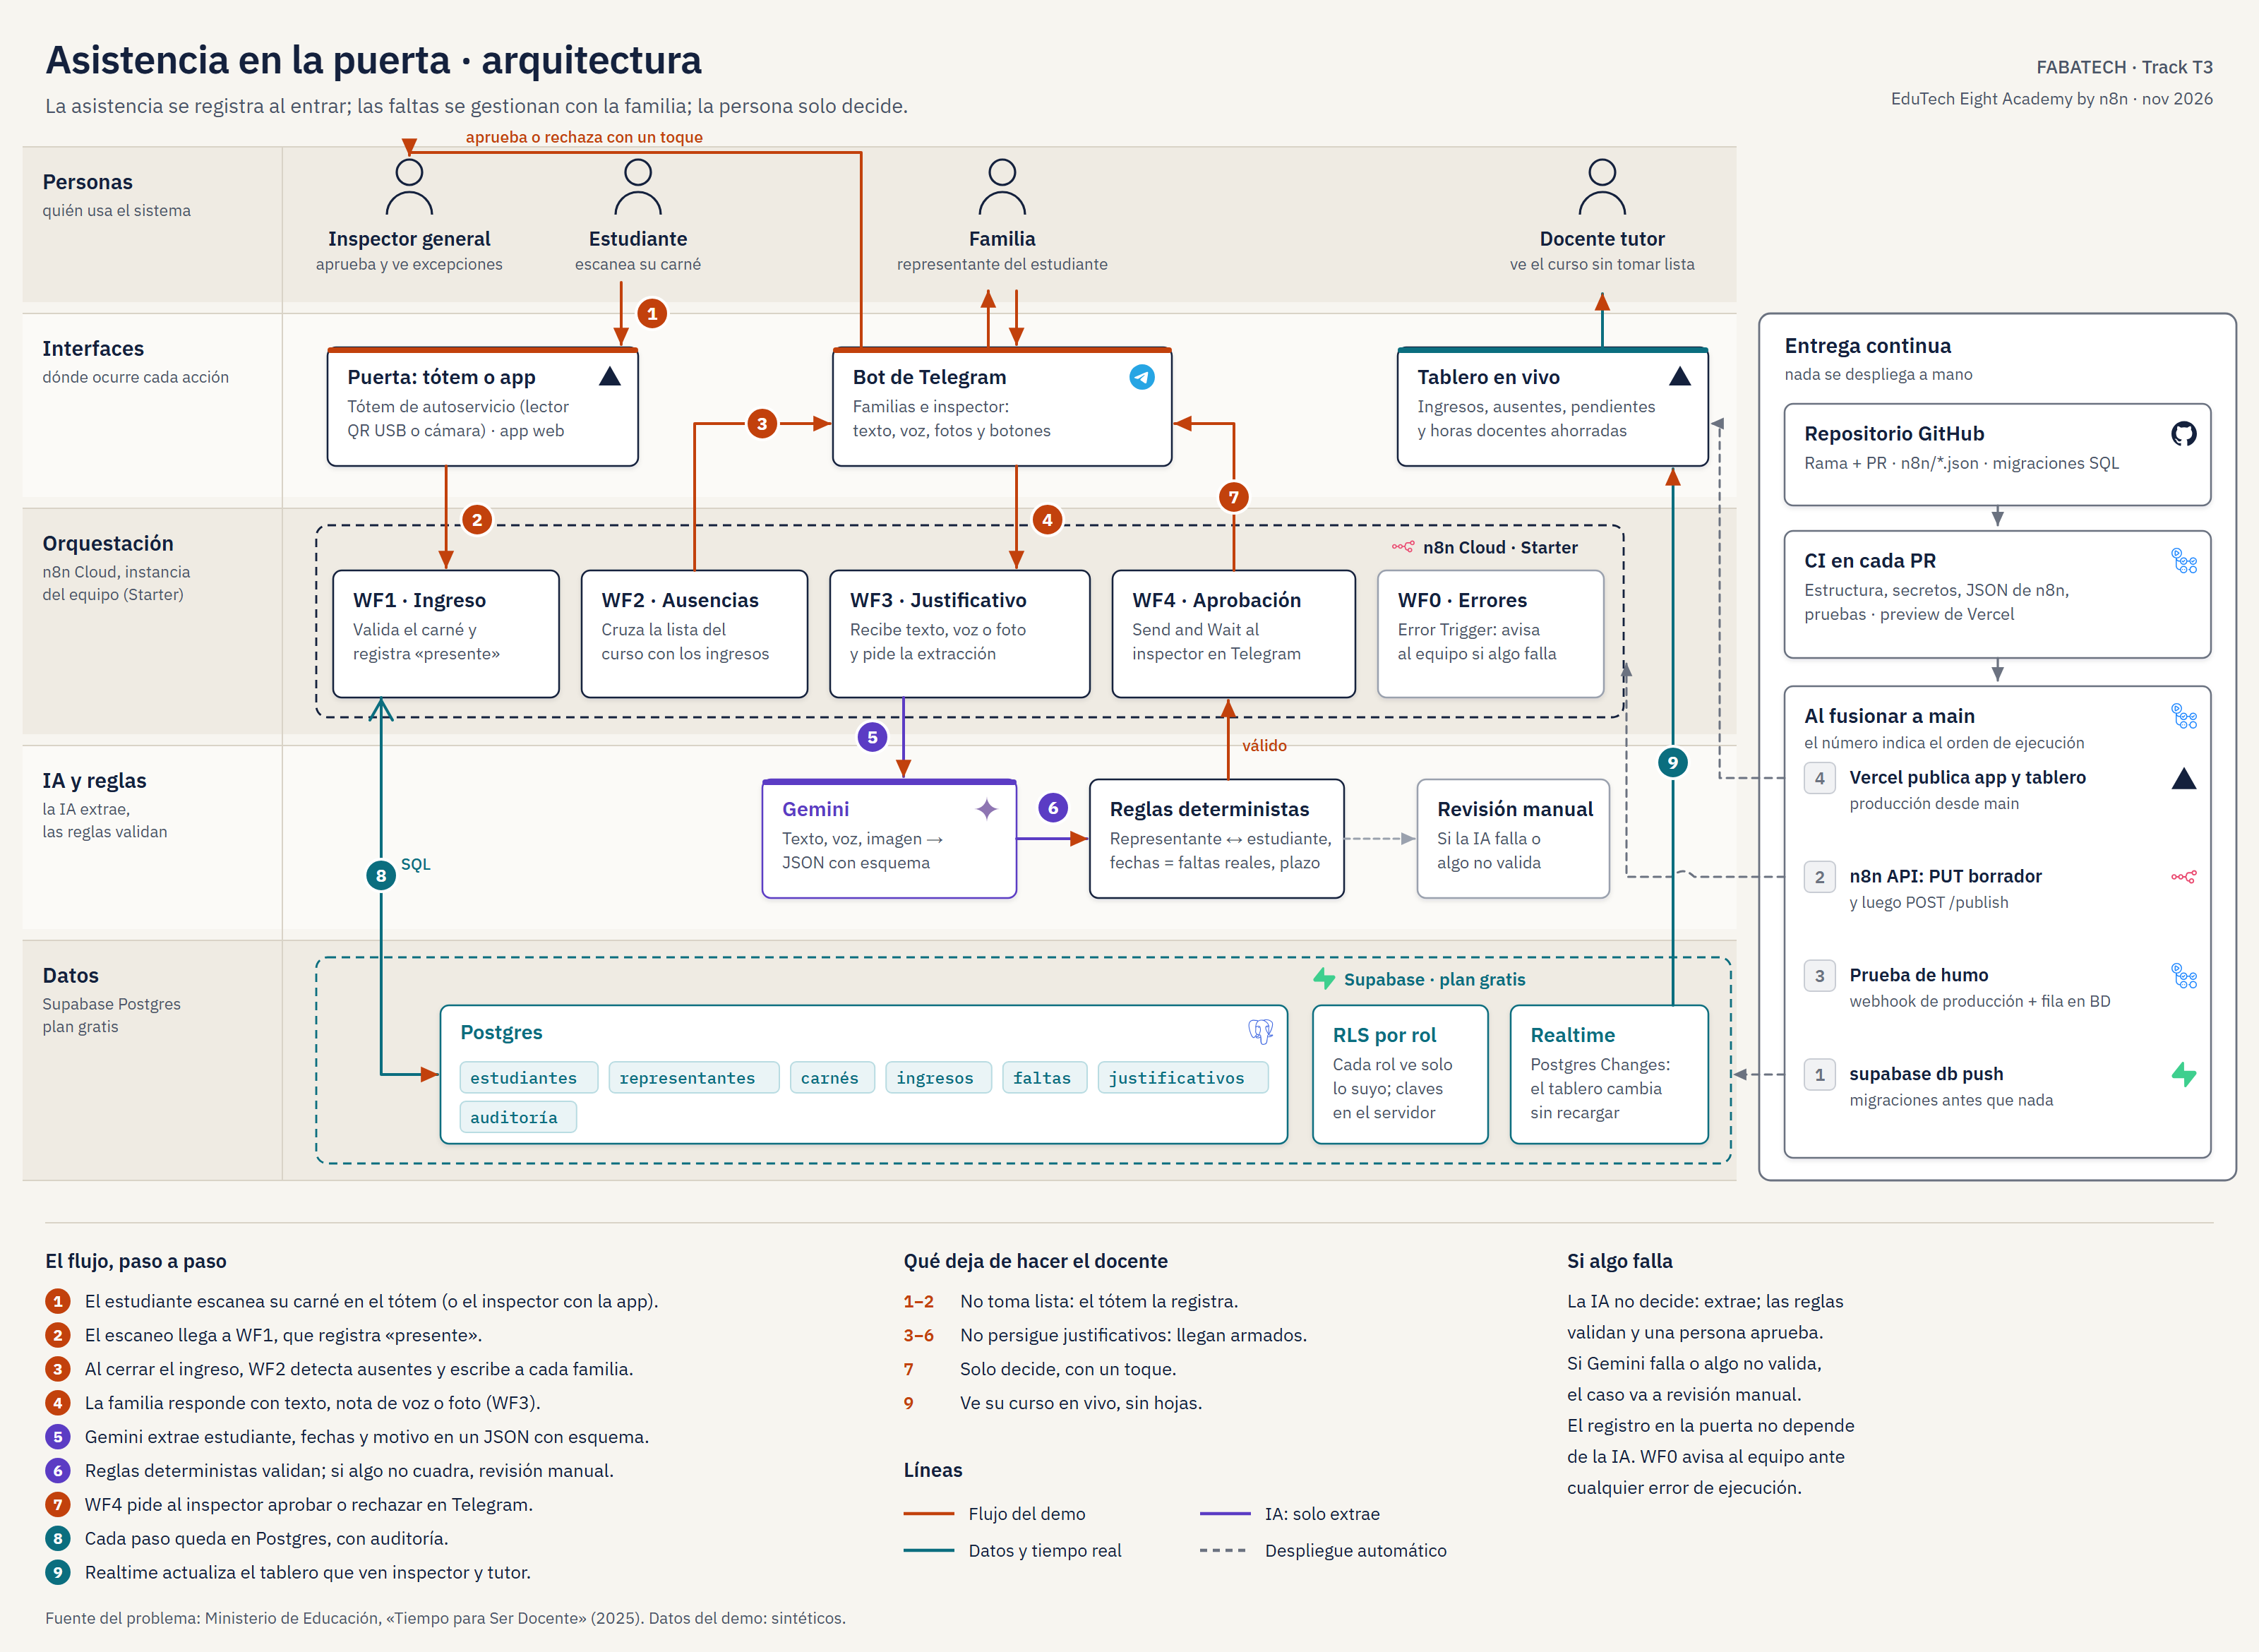 Asistencia en la puerta · arquitectura
La asistencia se registra al entrar; las faltas se gestionan con la familia; la persona solo decide.
FABATECH · Track T3
EduTech Eight Academy by n8n · nov 2026
aprueba o rechaza con un toque
Personas
quién usa el sistema
Inspector general
aprueba y ve excepciones
Estudiante
escanea su carné
Familia
representante del estudiante
Docente tutor
ve el curso sin tomar lista
1
Interfaces
dónde ocurre cada acción
Puerta: tótem o app
Tótem de autoservicio (lector
QR USB o cámara) · app web
3
Bot de Telegram
Familias e inspector:
texto, voz, fotos y botones
7
Tablero en vivo
Ingresos, ausentes, pendientes
y horas docentes ahorradas
2
4
Orquestación
n8n Cloud, instancia
del equipo (Starter)
n8n Cloud · Starter
WF1 · Ingreso
Valida el carné y
registra «presente»
WF2 · Ausencias
Cruza la lista del
curso con los ingresos
WF3 · Justificativo
Recibe texto, voz o foto
y pide la extracción
WF4 · Aprobación
Send and Wait al
inspector en Telegram
WF0 · Errores
Error Trigger: avisa
al equipo si algo falla
5
válido
9
IA y reglas
la IA extrae,
las reglas validan
8
SQL
Gemini
Texto, voz, imagen →
JSON con esquema
6
Reglas deterministas
Representante ↔ estudiante,
fechas = faltas reales, plazo
Revisión manual
Si la IA falla o
algo no valida
Datos
Supabase Postgres
plan gratis
Supabase · plan gratis
Postgres
estudiantes
representantes
carnés
ingresos
faltas
justificativos
auditoría
RLS por rol
Cada rol ve solo
lo suyo; claves
en el servidor
Realtime
Postgres Changes:
el tablero cambia
sin recargar
Entrega continua
nada se despliega a mano
Repositorio GitHub
Rama + PR · n8n/*.json · migraciones SQL
CI en cada PR
Estructura, secretos, JSON de n8n,
pruebas · preview de Vercel
Al fusionar a main
el número indica el orden de ejecución
4 Vercel publica app y tablero
producción desde main
2 n8n API: PUT borrador
y luego POST /publish
3 Prueba de humo
webhook de producción + fila en BD
1 supabase db push
migraciones antes que nada
El flujo, paso a paso
1 El estudiante escanea su carné en el tótem (o el inspector con la app).
2 El escaneo llega a WF1, que registra «presente».
3 Al cerrar el ingreso, WF2 detecta ausentes y escribe a cada familia.
4 La familia responde con texto, nota de voz o foto (WF3).
5 Gemini extrae estudiante, fechas y motivo en un JSON con esquema.
6 Reglas deterministas validan; si algo no cuadra, revisión manual.
7 WF4 pide al inspector aprobar o rechazar en Telegram.
8 Cada paso queda en Postgres, con auditoría.
9 Realtime actualiza el tablero que ven inspector y tutor.
Qué deja de hacer el docente
1–2 No toma lista: el tótem la registra.
3–6 No persigue justificativos: llegan armados.
7 Solo decide, con un toque.
9 Ve su curso en vivo, sin hojas.
Líneas
Flujo del demo
IA: solo extrae
Datos y tiempo real
Despliegue automático
Si algo falla
La IA no decide: extrae; las reglas
validan y una persona aprueba.
Si Gemini falla o algo no valida,
el caso va a revisión manual.
El registro en la puerta no depende
de la IA. WF0 avisa al equipo ante
cualquier error de ejecución.
Fuente del problema: Ministerio de Educación, «Tiempo para Ser Docente» (2025). Datos del demo: sintéticos.